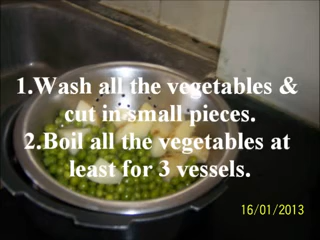 1.Wash all the vegetables &
cut in small pieces.
2.Boil all the vegetables at
least for 3 vessels.
16/01/2013